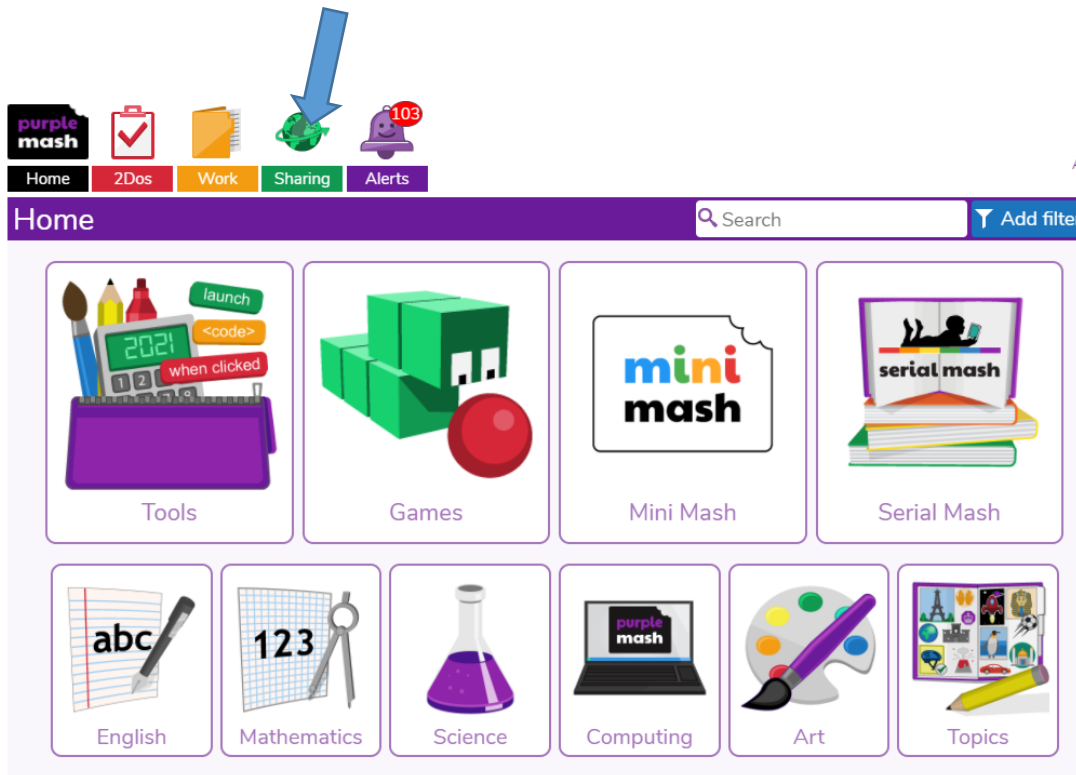 103
purple
mash
Home 2Dos Work Sharing Alerts
Home Search Add filte
launch
<code>
2021
when clicked
1 2
mini
mash
serial mash
Tools Games Mini Mash Serial Mash
abc 123 purple
mash
English Mathematics Science Computing Art Topics